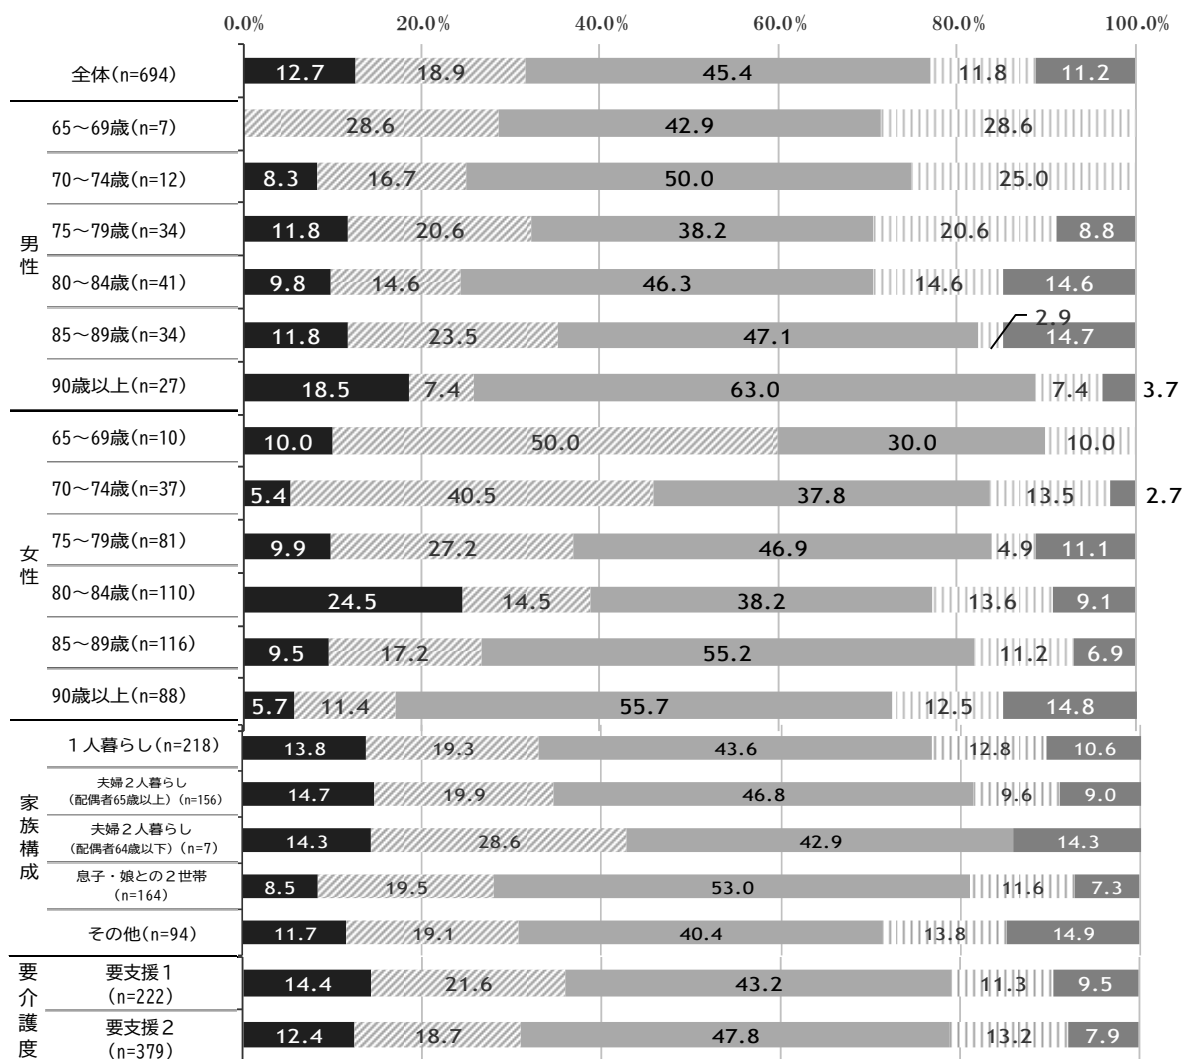 0.0% 20.0% 40.0% 60.0% 80.0% 100.0%
全体(n=694) 12.7 18.9 45.4 11.8 11.2
男性
65～69歳(n=7) 28.6 42.9 28.6
70～74歳(n=12) 8.3 16.7 50.0 25.0
75～79歳(n=34) 11.8 20.6 38.2 20.6 8.8
80～84歳(n=41) 9.8 14.6 46.3 14.6 14.6
85～89歳(n=34) 11.8 23.5 47.1 2.9 14.7
90歳以上(n=27) 18.5 7.4 63.0 7.4 3.7
女性
65～69歳(n=10) 10.0 50.0 30.0 10.0
70～74歳(n=37) 5.4 40.5 37.8 13.5 2.7
75～79歳(n=81) 9.9 27.2 46.9 4.9 11.1
80～84歳(n=110) 24.5 14.5 38.2 13.6 9.1
85～89歳(n=116) 9.5 17.2 55.2 11.2 6.9
90歳以上(n=88) 5.7 11.4 55.7 12.5 14.8
家族構成
１人暮らし(n=218) 13.8 19.3 43.6 12.8 10.6
夫婦２人暮らし
(配偶者65歳以上) (n=156) 14.7 19.9 46.8 9.6 9.0
夫婦２人暮らし
(配偶者64歳以下) (n=7) 14.3 28.6 42.9 14.3
息子・娘との２世帯
(n=164) 8.5 19.5 53.0 11.6 7.3
その他(n=94) 11.7 19.1 40.4 13.8 14.9
要介護度
要支援１
(n=222) 14.4 21.6 43.2 11.3 9.5
要支援２
(n=379) 12.4 18.7 47.8 13.2 7.9